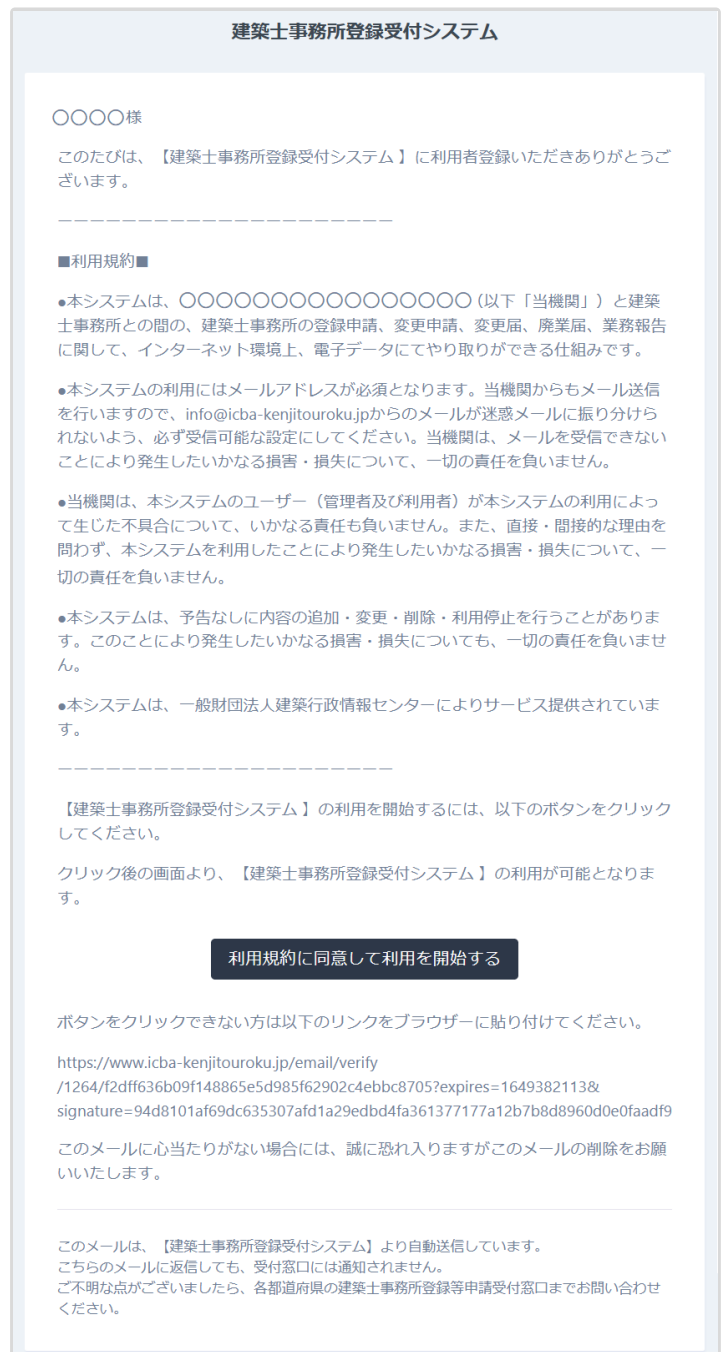 建築士事務所登録受付システム
〇〇〇〇様
このたびは、【建築士事務所登録受付システム 】に利用者登録いただきありがとうご
ざいます。
ーーーーーーーーーーーーーーーーーーーーー
■利用規約■
●本システムは、〇〇〇〇〇〇〇〇〇〇〇〇〇〇〇〇（以下「当機関」）と建築
士事務所との間の、建築士事務所の登録申請、変更申請、変更届、廃業届、業務報告
に関して、インターネット環境上、電子データにてやり取りができる仕組みです。
●本システムの利用にはメールアドレスが必須となります。当機関からもメール送信
を行いますので、info@icba-kenjitouroku.jpからのメールが迷惑メールに振り分けら
れないよう、必ず受信可能な設定にしてください。当機関は、メールを受信できない
ことにより発生したいかなる損害・損失について、一切の責任を負いません。
●当機関は、本システムのユーザー（管理者及び利用者）が本システムの利用によっ
て生じた不具合について、いかなる責任も負いません。また、直接・間接的な理由を
問わず、本システムを利用したことにより発生したいかなる損害・損失について、一
切の責任を負いません。
●本システムは、予告なしに内容の追加・変更・削除・利用停止を行うことがありま
す。このことにより発生したいかなる損害・損失についても、一切の責任を負いませ
ん。
●本システムは、一般財団法人建築行政情報センターによりサービス提供されていま
す。
ーーーーーーーーーーーーーーーーーーーーー
【建築士事務所登録受付システム 】の利用を開始するには、以下のボタンをクリック
してください。
クリック後の画面より、【建築士事務所登録受付システム 】の利用が可能となりま
す。
利用規約に同意して利用を開始する
ボタンをクリックできない方は以下のリンクをブラウザーに貼り付けてください。
https://www.icba-kenjitouroku.jp/email/verify
/1264/f2dff636b09f148865e5d985f62902c4ebbc8705?expires=1649382113&
signature=94d8101af69dc635307afd1a29edbd4fa361377177a12b7b8d8960d0e0faadf9
このメールに心当たりがない場合には、誠に恐れ入りますがこのメールの削除をお願
いいたします。
このメールは、【建築士事務所登録受付システム】より自動送信しています。
こちらのメールに返信しても、受付窓口には通知されません。
ご不明な点がございましたら、各都道府県の建築士事務所登録等申請受付窓口までお問い合わせ
ください。